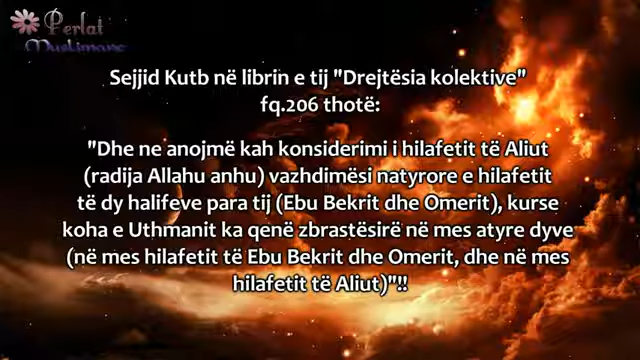 Perlat
Muslimane
Sejjid Kutb në librin e tij "Drejtësia kolektive"
fq.206 thotë:
"Dhe ne anojmë kah konsiderimi i hilafetit të Aliut
(radija Allahu anhu) vazhdimësi natyrore e hilafetit
të dy halifeve para tij (Ebu Bekrit dhe Omerit), kurse
koha e Uthmanit ka qenë zbrastësirë në mes atyre dyve
(në mes hilafetit të Ebu Bekrit dhe Omerit, dhe në mes
hilafetit të Aliut)"!!